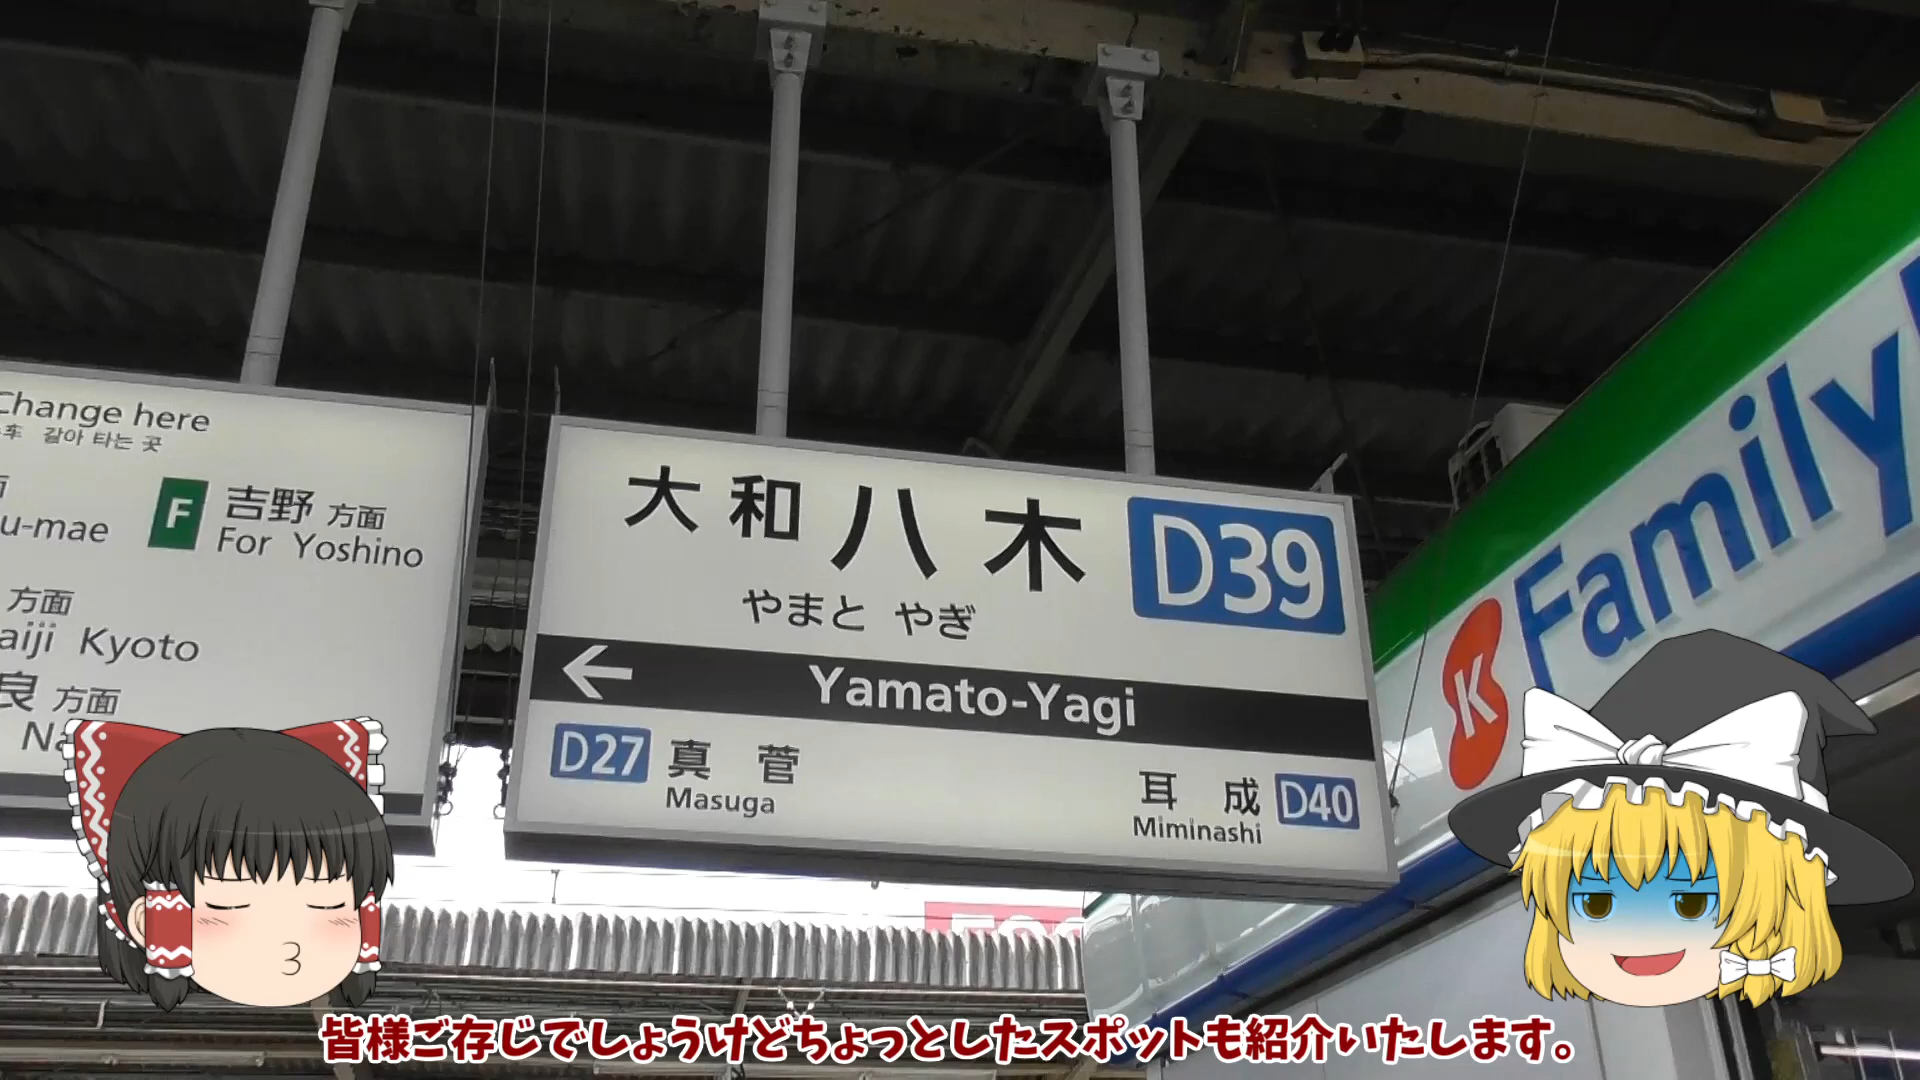 Change here
갈아 타는 곳
u-mae
F 吉野 方面
For Yoshino
方面
aiji Kyoto
良 方面
Na
大和八木 D39
やまと やぎ
← Yamato-Yagi
D27 真菅
Masuga
耳成 D40
Miminashi
K Family
皆様ご存じでしょうけどちょっとしたスポットも紹介いたします。